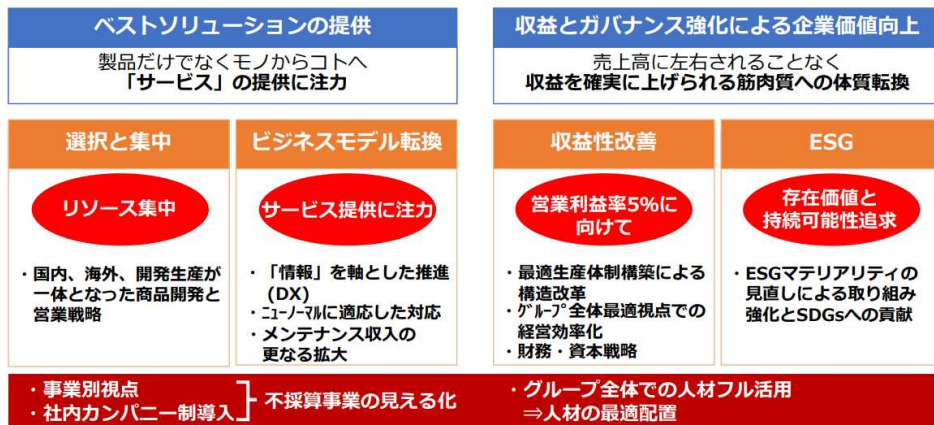 ベストソリューションの提供
製品だけでなくモノからコトへ
「サービス」の提供に注力
収益とガバナンス強化による企業価値向上
売上高に左右されることなく
収益を確実に上げられる筋肉質への体質転換
選択と集中
リソース集中
・国内、海外、開発生産が
一体となった商品開発と
営業戦略
ビジネスモデル転換
サービス提供に注力
・「情報」を軸とした推進
(DX)
・ﾆｭｰﾉｰﾏﾙに適応した対応
・メンテナンス収入の
更なる拡大
収益性改善
営業利益率5%に
向けて
・最適生産体制構築による
構造改革
・ｸﾞﾙｰﾌﾟ全体最適視点での
経営効率化
・財務・資本戦略
ESG
存在価値と
持続可能性追求
・ESGマテリアリティの
見直しによる取り組み
強化とSDGsへの貢献
・事業別視点
・社内カンパニー制導入
不採算事業の見える化
・グループ全体での人材フル活用
⇒人材の最適配置